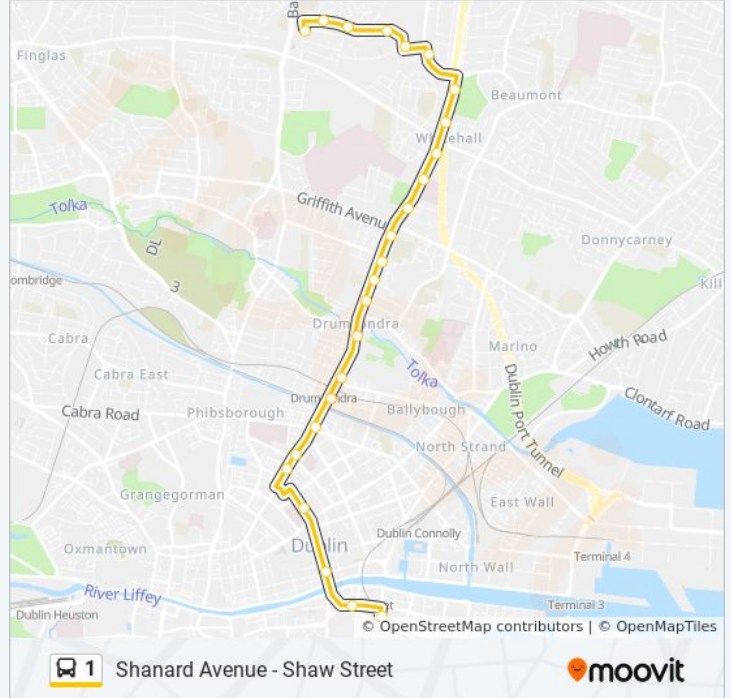 Ba
Finglas
Beaumont
Whitehall
Griffith Avenu
Tolka
DL
3
Donnycarney
ombridge
Kill
Drumcondra
Howth Road
Cabra
Marino
Tolka
Cabra East
Dublin Port Tunnel
Clontarf Road
Cabra Road
Phibsborough
Ballybough
North Strand
Grangegorman
East Wall
Dublin Connolly
Oxmantown
Dublin
Terminal 4
North Wall
River Liffey
Dublin Heuston
Terminal 3
© OpenStreetMap contributors | © OpenMapTiles
1 Shanard Avenue - Shaw Street
moovit